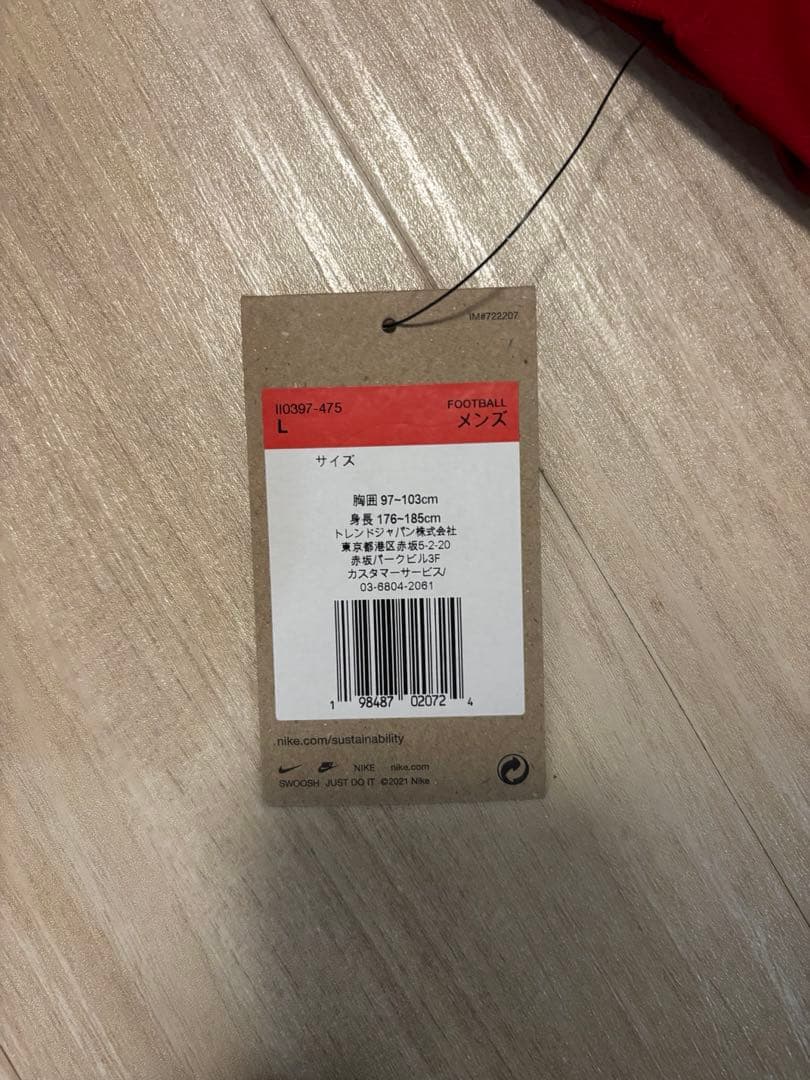 IM#722207
II0397-475
L
FOOTBALL
メンズ
サイズ
胸囲 97~103cm
身長 176~185cm
トレンドジャパン株式会社
東京都港区赤坂5-2-20
赤坂パークビル3F
カスタマーサービス/
03-6804-2061
1 98487 02072 4
nike.com/sustainability
NIKE nike.com
SWOOSH JUST DO IT ©2021 Nike